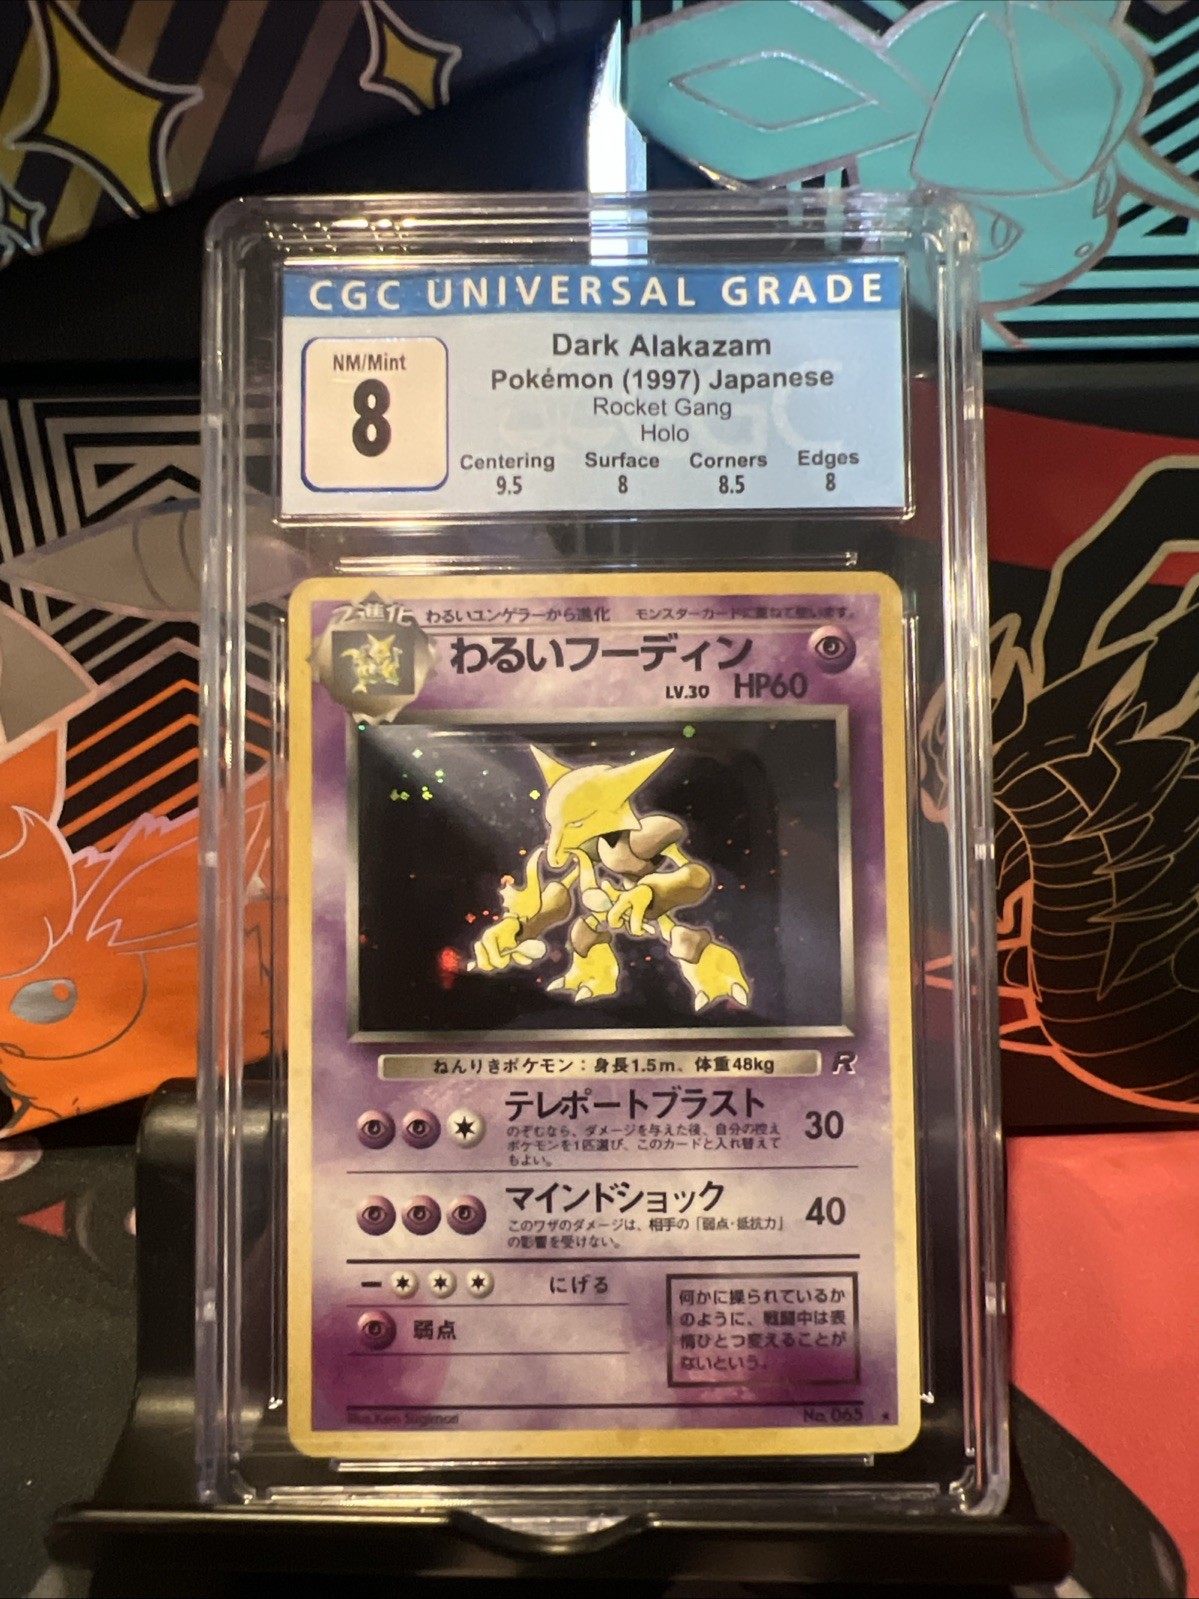 CGC UNIVERSAL GRADE
NM/Mint
8
Dark Alakazam
Pokémon (1997) Japanese
Rocket Gang
Holo
Centering Surface Corners Edges
9.5 8 8.5 8
2進化 わるいユンゲラーから進化 モンスターカードに重ねて使います。
わるいフーディン
LV.30 HP60
ねんりきポケモン：身長1.5m、体重48kg R
テレポートブラスト 30
のぞむなら、ダメージを与えた後、自分の控え
ポケモンを1匹選び、このカードと入れ替えて
もよい。
マインドショック 40
このワザのダメージは、相手の「弱点・抵抗力」
の影響を受けない。
ー にげる
弱点
何かに操られているか
のように、戦闘中は表
情ひとつ変えることが
ないという。
Illus. Ken Sugimori No. 065 ★